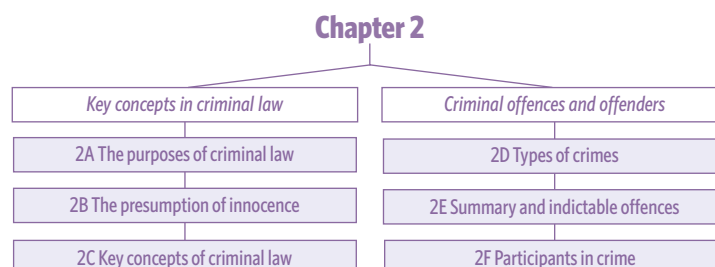 Chapter 2
Key concepts in criminal law
Criminal offences and offenders
2A The purposes of criminal law
2D Types of crimes
2B The presumption of innocence
2E Summary and indictable offences
2C Key concepts of criminal law
2F Participants in crime